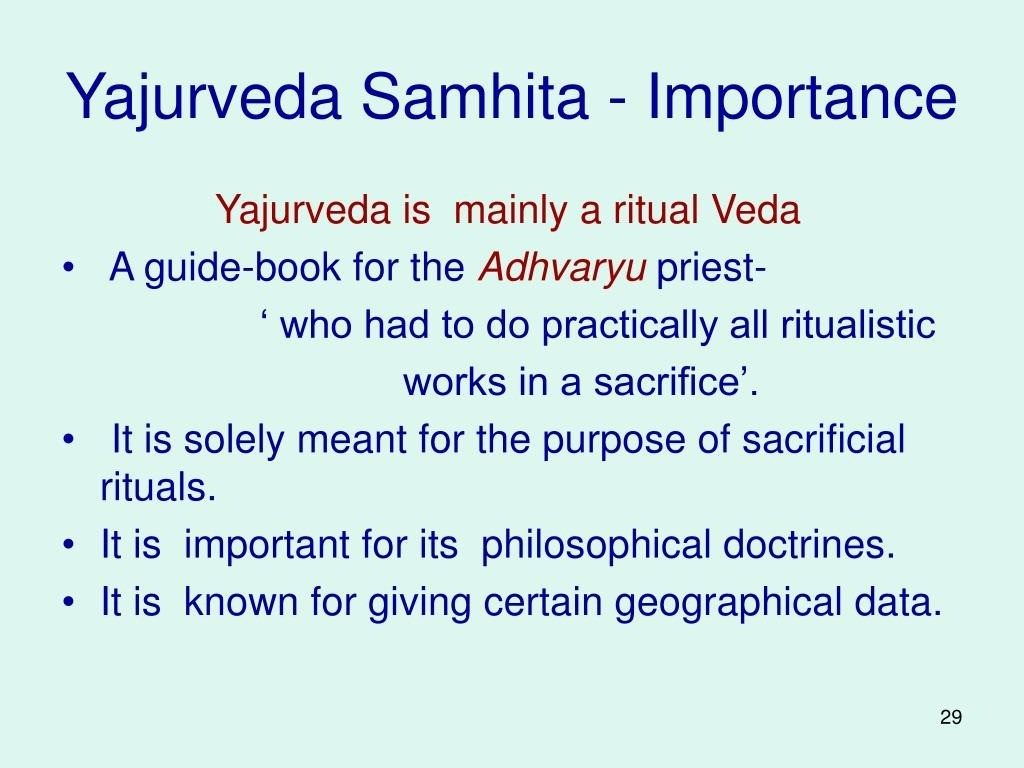 Yajurveda Samhita - Importance
Yajurveda is mainly a ritual Veda
• A guide-book for the Adhvaryu priest-
‘ who had to do practically all ritualistic
works in a sacrifice’.
• It is solely meant for the purpose of sacrificial
rituals.
• It is important for its philosophical doctrines.
• It is known for giving certain geographical data.
29